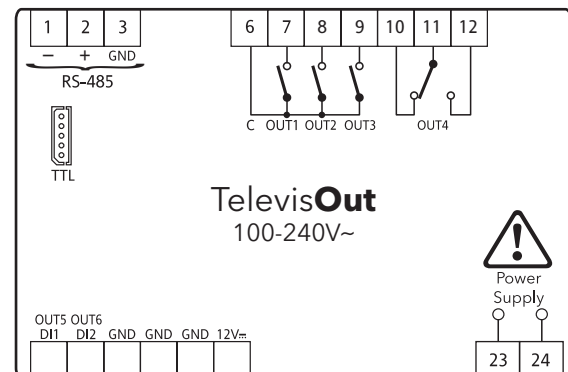 1 2 3 6 7 8 9 10 11 12
− + GND
RS-485
C OUT1 OUT2 OUT3 OUT4
TTL
TelevisOut
100-240V~
Power
Supply
OUT5 OUT6
DI1 DI2 GND GND GND 12V⎓
23 24